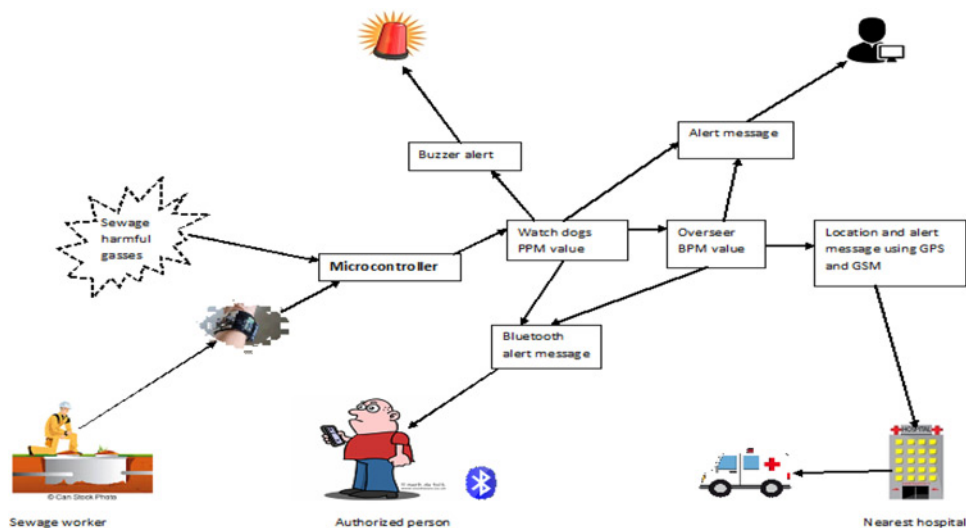 Buzzer alert
Alert message
Sewage
harmful
gasses
Watch dogs
PPM value
Overseer
BPM value
Location and alert
message using GPS
and GSM
Microcontroller
Bluetooth
alert message
HOSPITAL
© Can Stock Photo
Sewage worker
Authorized person
Nearest hospital